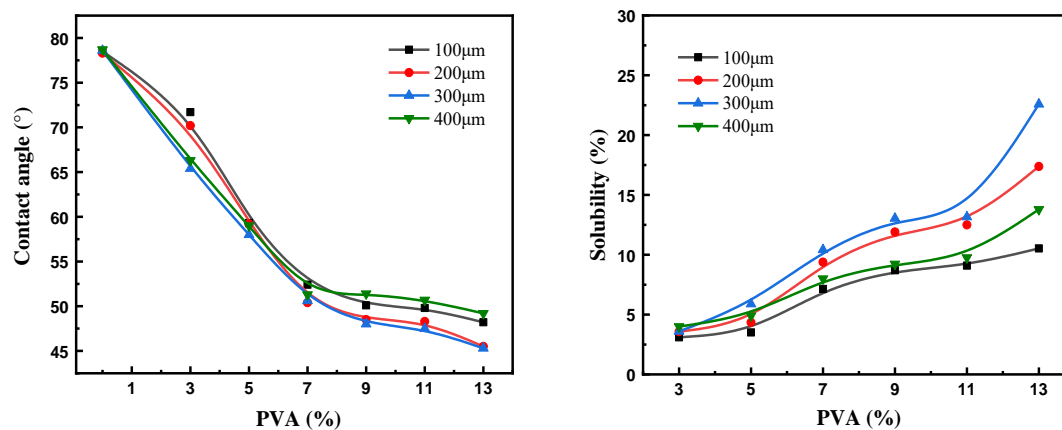 80
75
70
65
60
55
50
45
Contact angle (°)
1 3 5 7 9 11 13
PVA (%)
100μm
200μm
300μm
400μm
30
25
20
15
10
5
0
Solubility (%)
3 5 7 9 11 13
PVA (%)
100μm
200μm
300μm
400μm